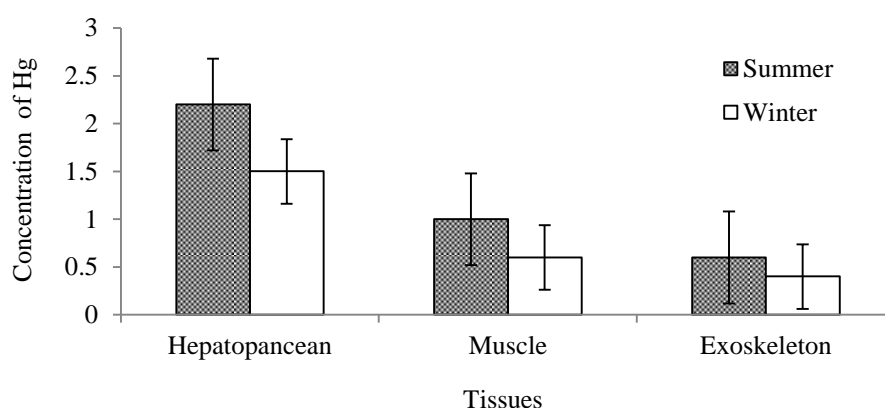 Concentration of Hg
3
2.5
2
1.5
1
0.5
0
Summer
Winter
Hepatopancean Muscle Exoskeleton
Tissues